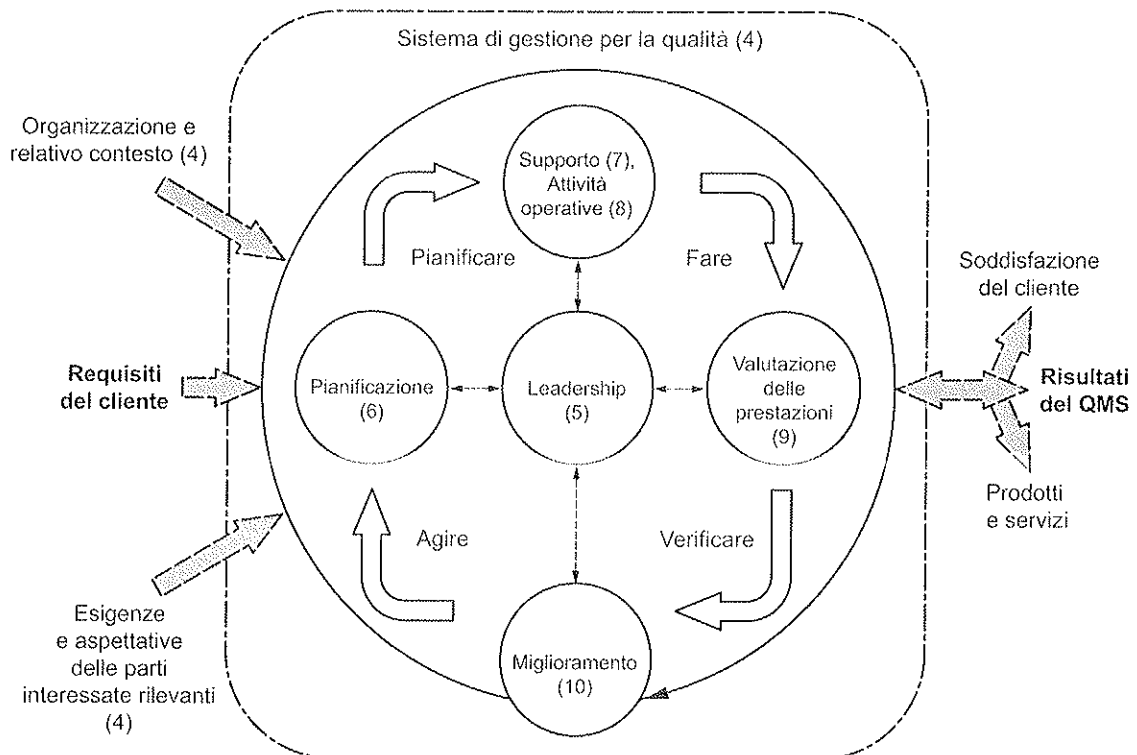 Sistema di gestione per la qualità (4)
Organizzazione e
relativo contesto (4)
Supporto (7),
Attività
operative (8)
Pianificare
Fare
Soddisfazione
del cliente
Requisiti
del cliente
Pianificazione
(6)
Leadership
(5)
Valutazione
delle
prestazioni
(9)
Risultati
del QMS
Prodotti
e servizi
Agire
Verificare
Esigenze
e aspettative
delle parti
interessate rilevanti
(4)
Miglioramento
(10)